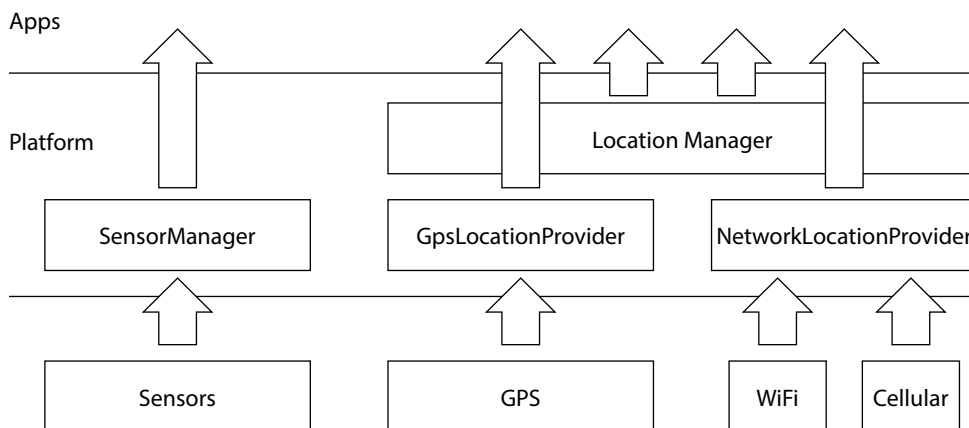 Apps
Platform
Location Manager
SensorManager
GpsLocationProvider
NetworkLocationProvider
Sensors
GPS
WiFi
Cellular